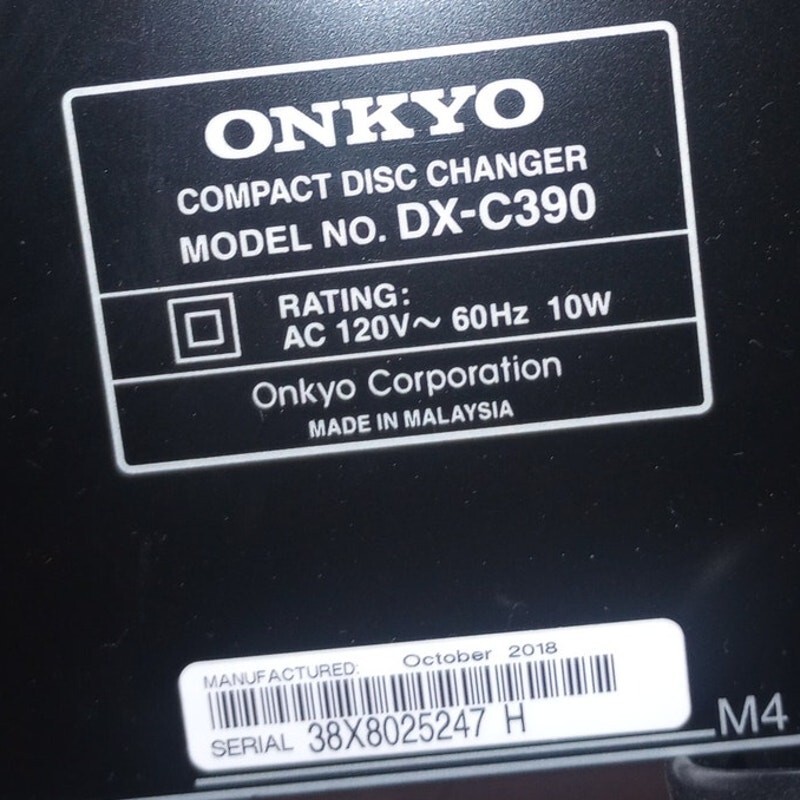 ONKYO
COMPACT DISC CHANGER
MODEL NO. DX-C390
RATING:
AC 120V~ 60Hz 10W
Onkyo Corporation
MADE IN MALAYSIA
MANUFACTURED: October 2018
SERIAL 38X8025247 H
M4